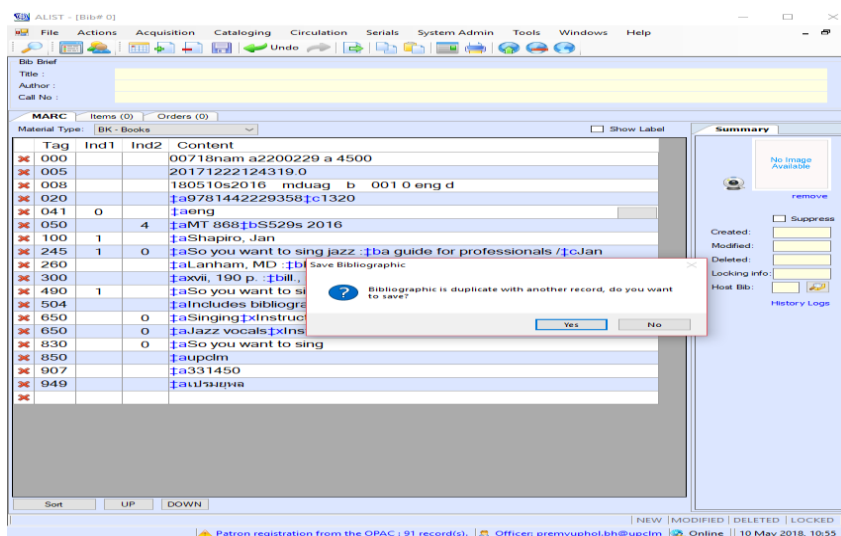 ALIST - [Bib# 0]
File Actions Acquisition Cataloging Circulation Serials System Admin Tools Windows Help
Undo
Bib Brief
Title :
Author :
Call No :
MARC Items (0) Orders (0)
Material Type: BK - Books Show Label Summary
Tag Ind1 Ind2 Content
000 00718nam a2200229 a 4500
005 20171222124319.0
008 180510s2016 mduag b 001 0 eng d
020 ‡a9781442229358‡c1320
041 0 ‡aeng
050 4 ‡aMT 868‡bS529s 2016
100 1 ‡aShapiro, Jan
245 1 0 ‡aSo you want to sing jazz :‡ba guide for professionals /‡cJan
260 ‡aLanham, MD :‡b
300 ‡axvii, 190 p. :‡bill.,
490 1 ‡aSo you want to si
504 ‡aIncludes bibliogra
650 0 ‡aSinging‡xInstruc
650 0 ‡aJazz vocals‡xIns
830 0 ‡aSo you want to sing
850 ‡aupclm
907 ‡a331450
949 ‡aเปรมยุพล
Save Bibliographic
Bibliographic is duplicate with another record, do you want
to save?
Yes No
No Image
Available
remove
Suppress
Created:
Modified:
Deleted:
Locking info:
Host Bib:
History Logs
Sort UP DOWN
NEW MODIFIED DELETED LOCKED
Patron registration from the OPAC : 91 record(s). Officer: premyuphol.bh@upclm Online 10 May 2018, 10:55